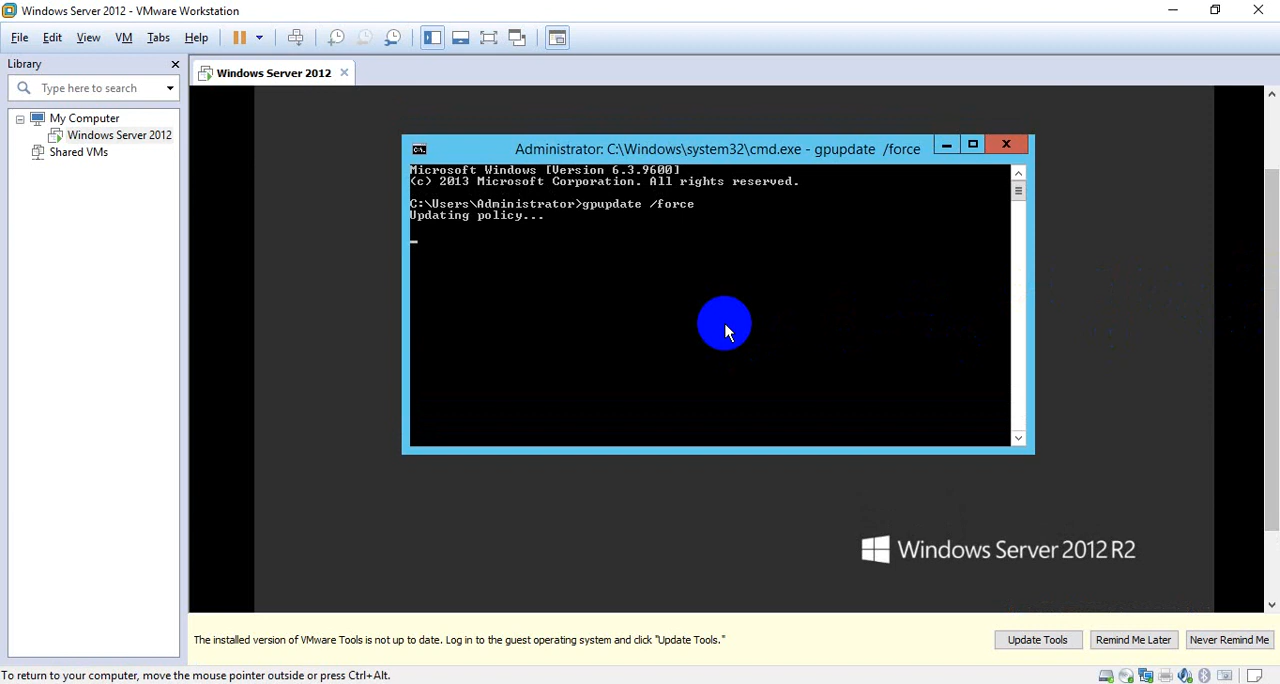 Windows Server 2012 - VMware Workstation
File Edit View VM Tabs Help
Library
Windows Server 2012
Type here to search
My Computer
Windows Server 2012
Shared VMs
Administrator: C:\Windows\system32\cmd.exe - gpupdate /force
Microsoft Windows [Version 6.3.9600]
(c) 2013 Microsoft Corporation. All rights reserved.
C:\Users\Administrator>gpupdate /force
Updating policy...
Windows Server 2012 R2
The installed version of VMware Tools is not up to date. Log in to the guest operating system and click "Update Tools."
Update Tools
Remind Me Later
Never Remind Me
To return to your computer, move the mouse pointer outside or press Ctrl+Alt.